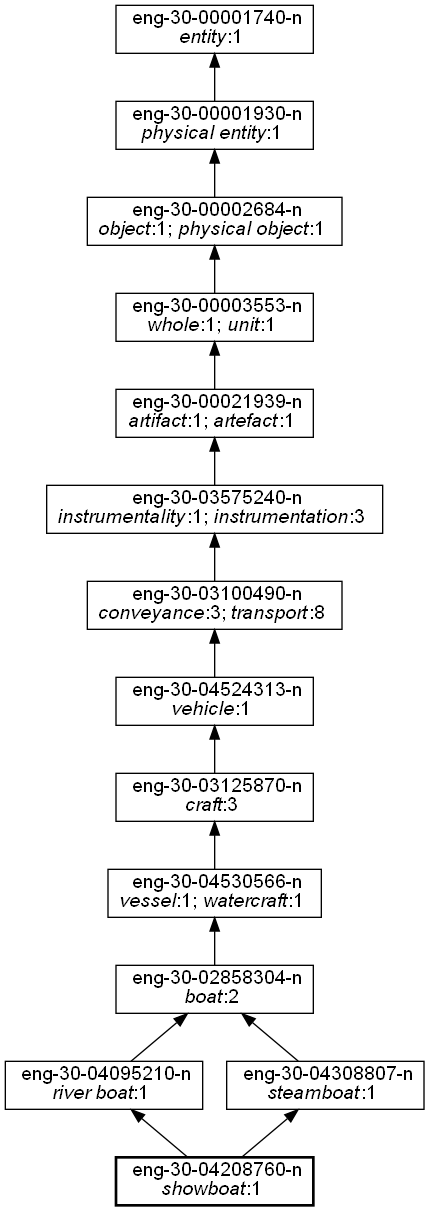 eng-30-00001740-n
entity:1
eng-30-00001930-n
physical entity:1
eng-30-00002684-n
object:1; physical object:1
eng-30-00003553-n
whole:1; unit:1
eng-30-00021939-n
artifact:1; artefact:1
eng-30-03575240-n
instrumentality:1; instrumentation:3
eng-30-03100490-n
conveyance:3; transport:8
eng-30-04524313-n
vehicle:1
eng-30-03125870-n
craft:3
eng-30-04530566-n
vessel:1; watercraft:1
eng-30-02858304-n
boat:2
eng-30-04095210-n
river boat:1
eng-30-04308807-n
steamboat:1
eng-30-04208760-n
showboat:1